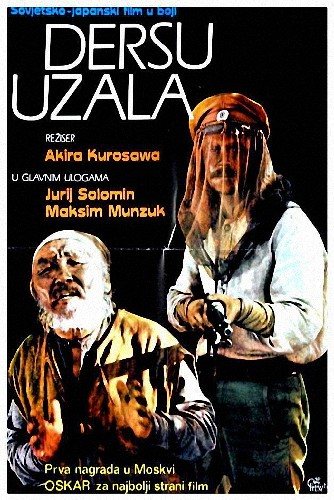 Sovjetsko-japanski film u boji
DERSU
UZALA
REŽISER
Akira Kurosawa
U GLAVNIM ULOGAMA
Jurij Solomin
Maksim Munzuk
Prva nagrada u Moskvi
OSKAR za najbolji strani film